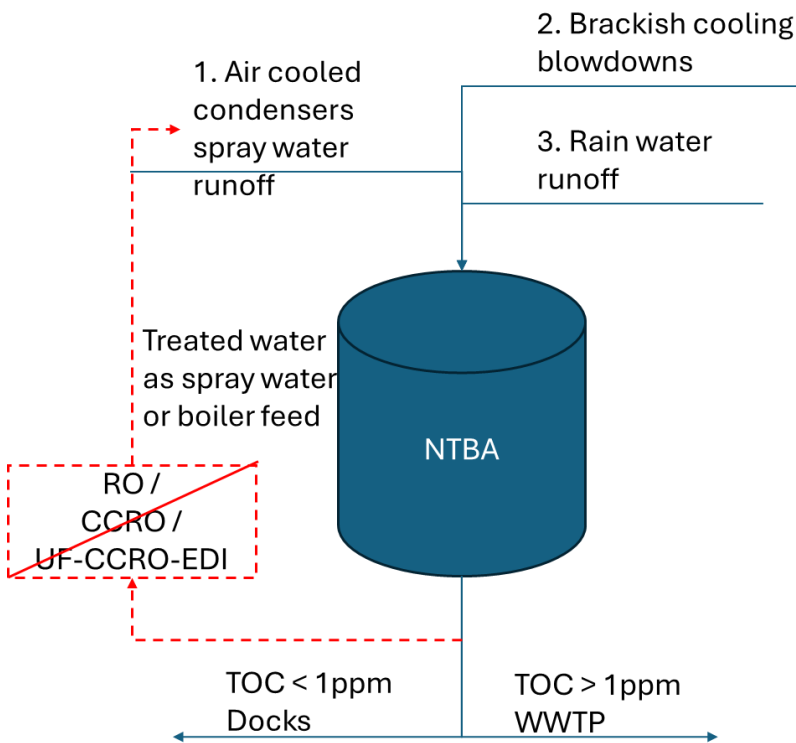 1. Air cooled
condensers
spray water
runoff
2. Brackish cooling
blowdowns
3. Rain water
runoff
Treated water
as spray water
or boiler feed
NTBA
RO /
CCRO /
UF-CCRO-EDI
TOC < 1ppm
Docks
TOC > 1ppm
WWTP